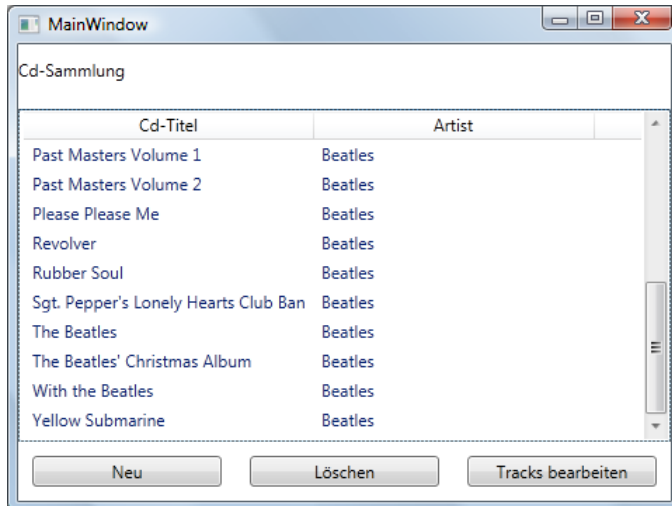 MainWindow
Cd-Sammlung
Cd-Titel Artist
Past Masters Volume 1 Beatles
Past Masters Volume 2 Beatles
Please Please Me Beatles
Revolver Beatles
Rubber Soul Beatles
Sgt. Pepper's Lonely Hearts Club Ban Beatles
The Beatles Beatles
The Beatles' Christmas Album Beatles
With the Beatles Beatles
Yellow Submarine Beatles
Neu Löschen Tracks bearbeiten